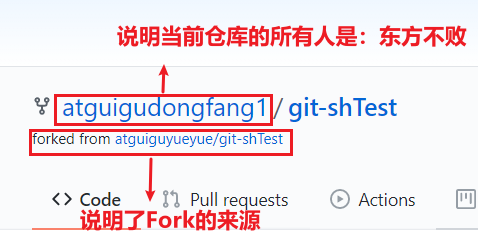 说明当前仓库的所有人是：东方不败
atguigudongfang1/git-shTest
forked from atguiguyueyue/git-shTest
Code Pull requests Actions
说明了Fork的来源